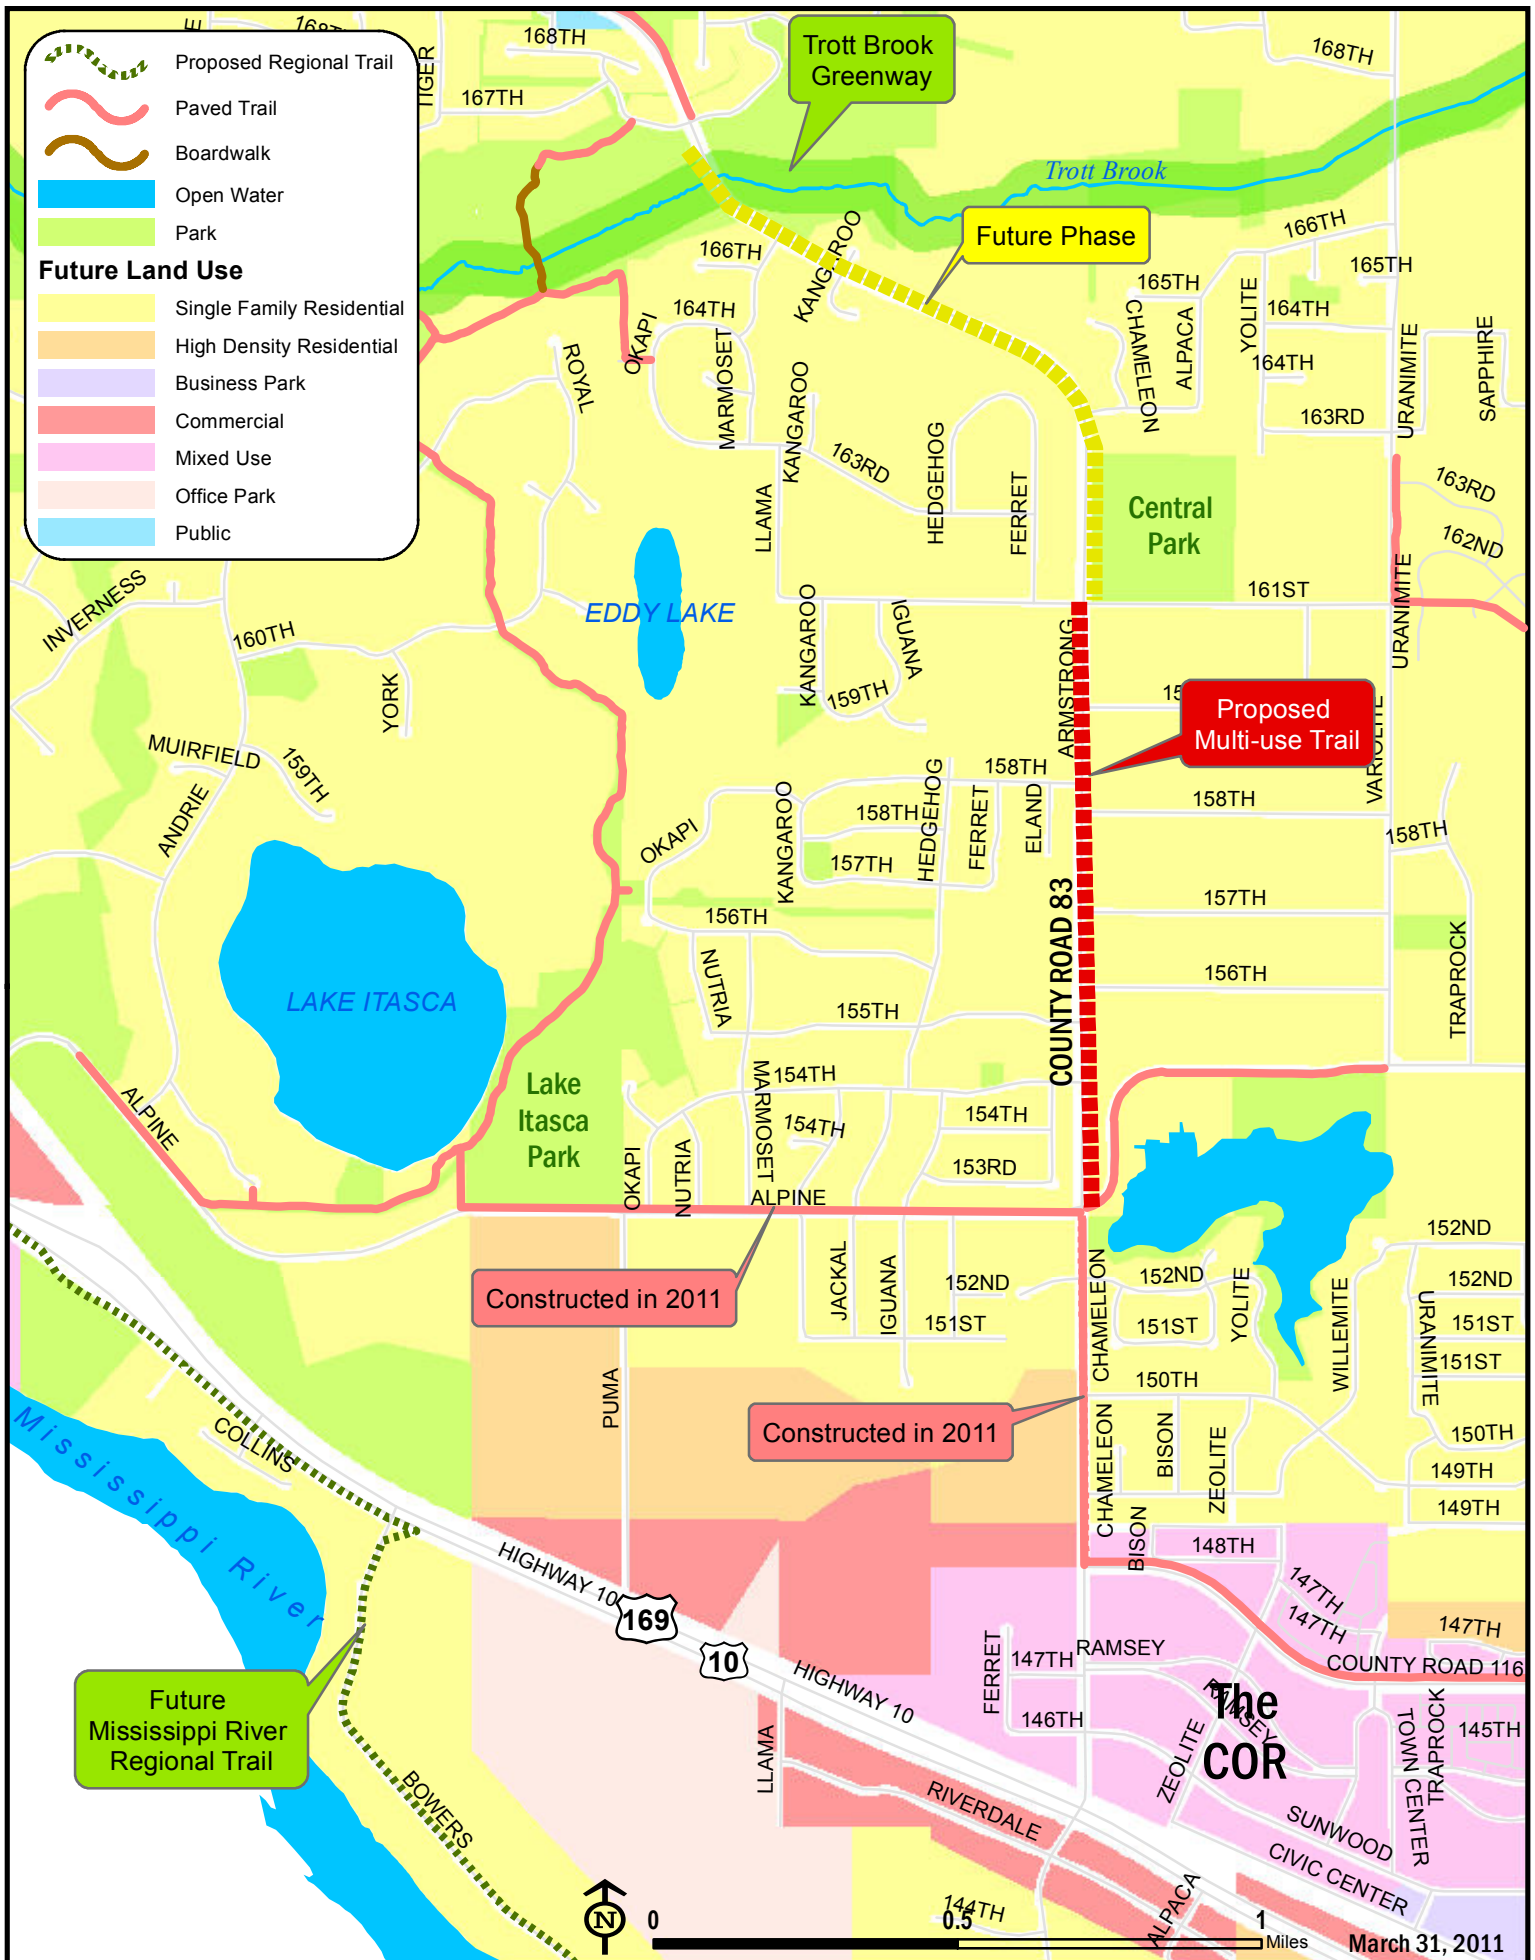 Proposed Regional Trail
Paved Trail
Boardwalk
Open Water
Park
Future Land Use
Single Family Residential
High Density Residential
Business Park
Commercial
Mixed Use
Office Park
Public
168TH
TIGER
167TH
168TH
Trott Brook
Greenway
168TH
Trott Brook
Future Phase
166TH
KANGAROO
166TH
165TH
165TH
164TH
OKAPI
MARMOSET
CHAMELEON
ALPACA
YOLITE
164TH
164TH
URANIMITE
SAPPHIRE
ROYAL
KANGAROO
163RD
163RD
HEDGEHOG
FERRET
LLAMA
Central
Park
163RD
162ND
161ST
URANIMITE
INVERNESS
160TH
YORK
EDDY LAKE
KANGAROO
IGUANA
159TH
ARMSTRONG
Proposed
Multi-use Trail
VARIOLITE
MUIRFIELD
159TH
ANDRIE
OKAPI
KANGAROO
158TH
157TH
HEDGEHOG
FERRET
ELAND
158TH
158TH
158TH
157TH
156TH
COUNTY ROAD 83
156TH
NUTRIA
155TH
TRAPROCK
LAKE ITASCA
Lake
Itasca
Park
ALPINE
MARMOSET
154TH
154TH
154TH
153RD
OKAPI
NUTRIA
ALPINE
Constructed in 2011
JACKAL
IGUANA
152ND
151ST
CHAMELEON
152ND
151ST
YOLITE
WILLEMITE
152ND
152ND
URANIMITE
151ST
151ST
PUMA
150TH
Constructed in 2011
CHAMELEON
BISON
ZEOLITE
150TH
149TH
149TH
COLLINS
Mississippi River
BISON
148TH
147TH
147TH
147TH
HIGHWAY 10
169
10
HIGHWAY 10
FERRET
147TH
RAMSEY
COUNTY ROAD 116
146TH
RAMSEY
The
COR
ZEOLITE
TOWN CENTER
TRAPROCK
145TH
Future
Mississippi River
Regional Trail
BOWERS
LLAMA
RIVERDALE
SUNWOOD
CIVIC CENTER
144TH
ALPACA
N
0
0.5
1
Miles
March 31, 2011